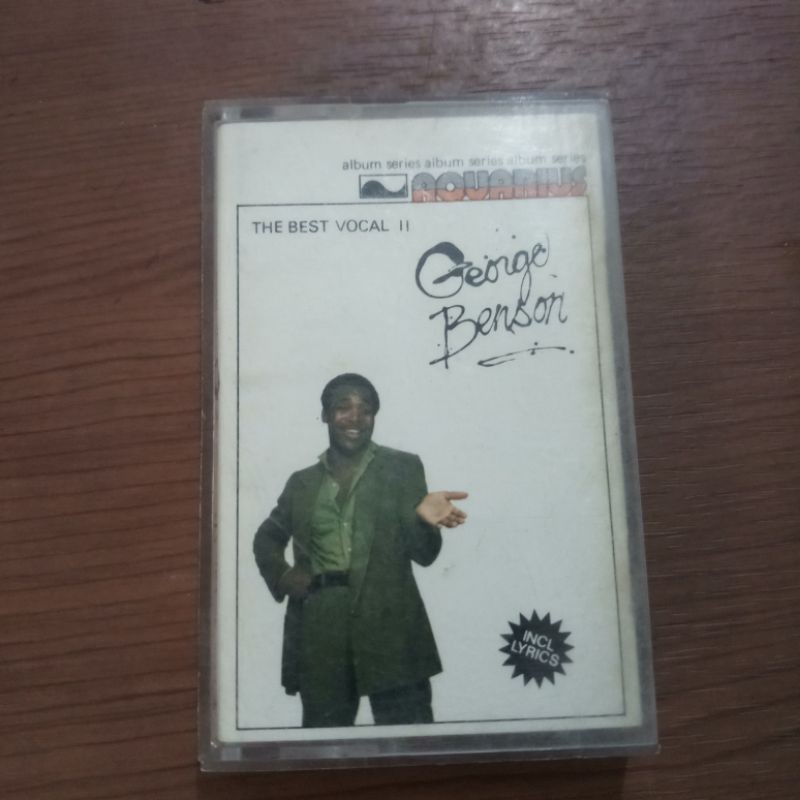 album series album series album series
AQUARIUS
THE BEST VOCAL II
George
Benson
INCL
LYRICS